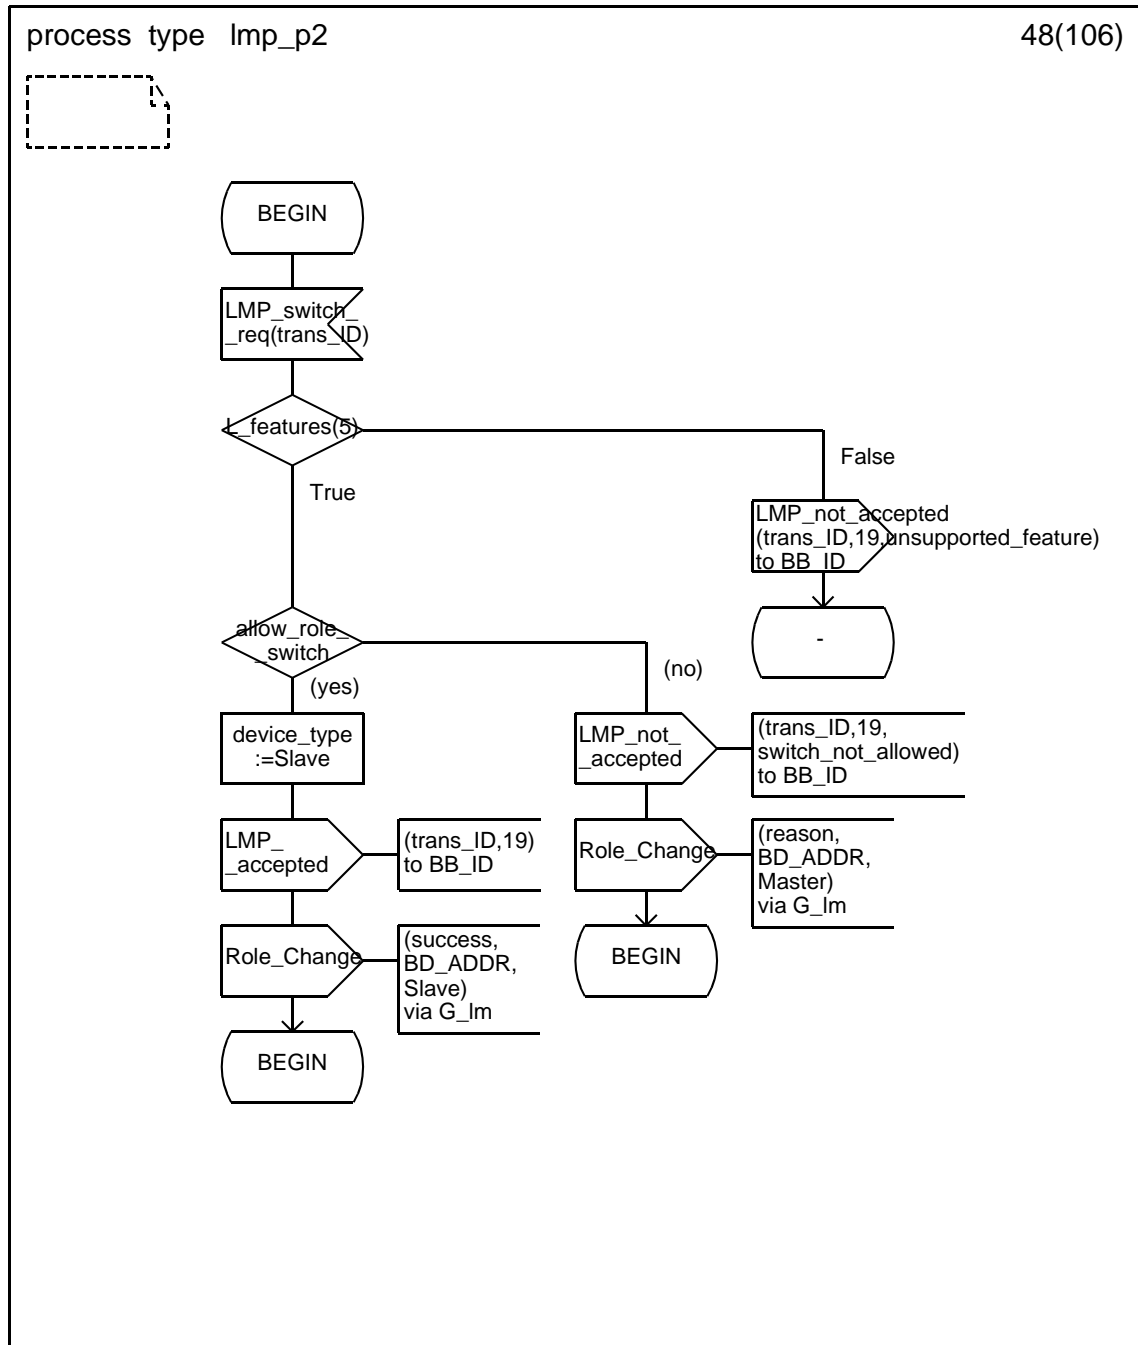 process type lmp_p2
48(106)
BEGIN
LMP_switch_
_req(trans_ID)
L_features(5)
False
True
LMP_not_accepted
(trans_ID,19,unsupported_feature)
to BB_ID
-
allow_role_
_switch
(no)
(yes)
device_type
:=Slave
LMP_not_
_accepted
(trans_ID,19,
switch_not_allowed)
to BB_ID
LMP_
_accepted
(trans_ID,19)
to BB_ID
Role_Change
(reason,
BD_ADDR,
Master)
via G_lm
Role_Change
(success,
BD_ADDR,
Slave)
via G_lm
BEGIN
BEGIN